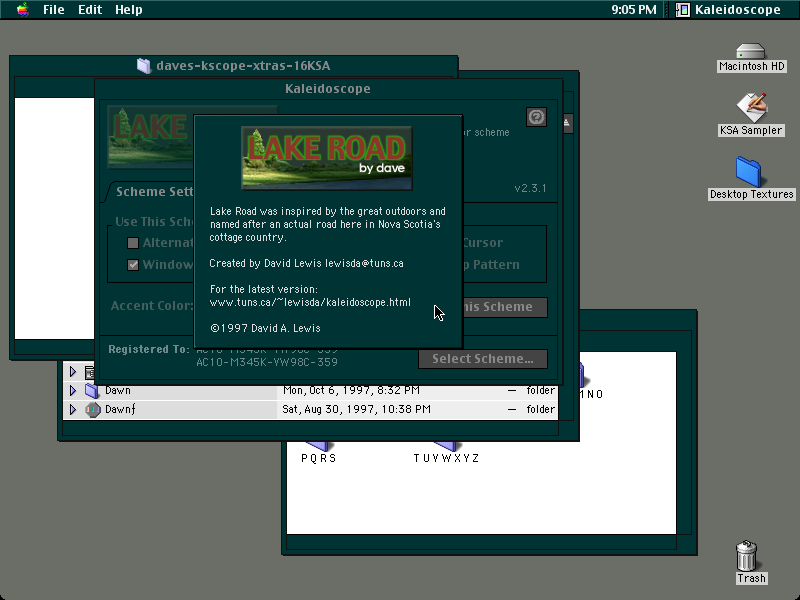 File Edit Help
9:05 PM Kaleidoscope
daves-kscope-xtras-16KSA
Kaleidoscope
LAKE
or scheme
v2.3.1
Scheme Sett
Use This Sche
Alternat
Window
Cursor
p Pattern
Accent Color:
his Scheme
Registered To:
AC10-M345K-YW98C-359
AC10-M345K-YW98C-359
Select Scheme...
LAKE ROAD
by dave
Lake Road was inspired by the great outdoors and
named after an actual road here in Nova Scotia's
cottage country.
Created by David Lewis lewisda@tuns.ca
For the latest version:
www.tuns.ca/~lewisda/kaleidoscope.html
©1997 David A. Lewis
Dawn Mon, Oct 6, 1997, 8:32 PM — folder
Dawnƒ Sat, Aug 30, 1997, 10:38 PM — folder
MNO
PQRS
TUVWXYZ
Macintosh HD
KSA Sampler
Desktop Textures
Trash